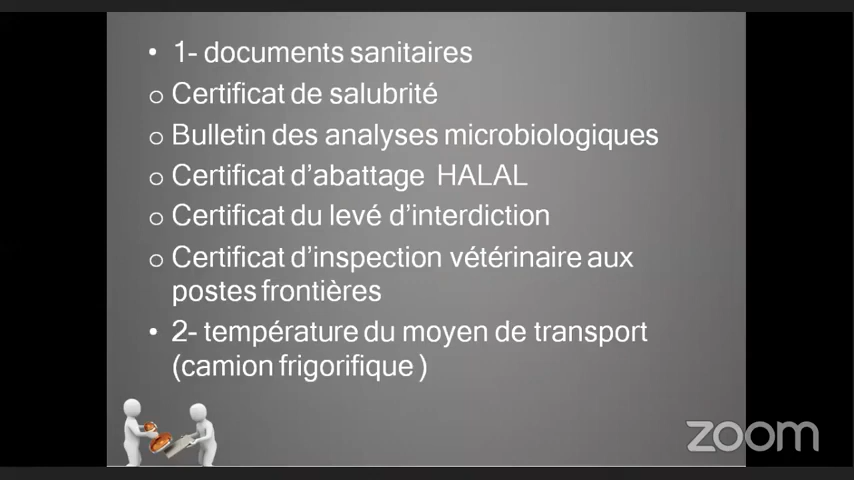 • 1- documents sanitaires
o Certificat de salubrité
o Bulletin des analyses microbiologiques
o Certificat d'abattage HALAL
o Certificat du levé d'interdiction
o Certificat d'inspection vétérinaire aux
postes frontières
• 2- température du moyen de transport
(camion frigorifique )
zoom